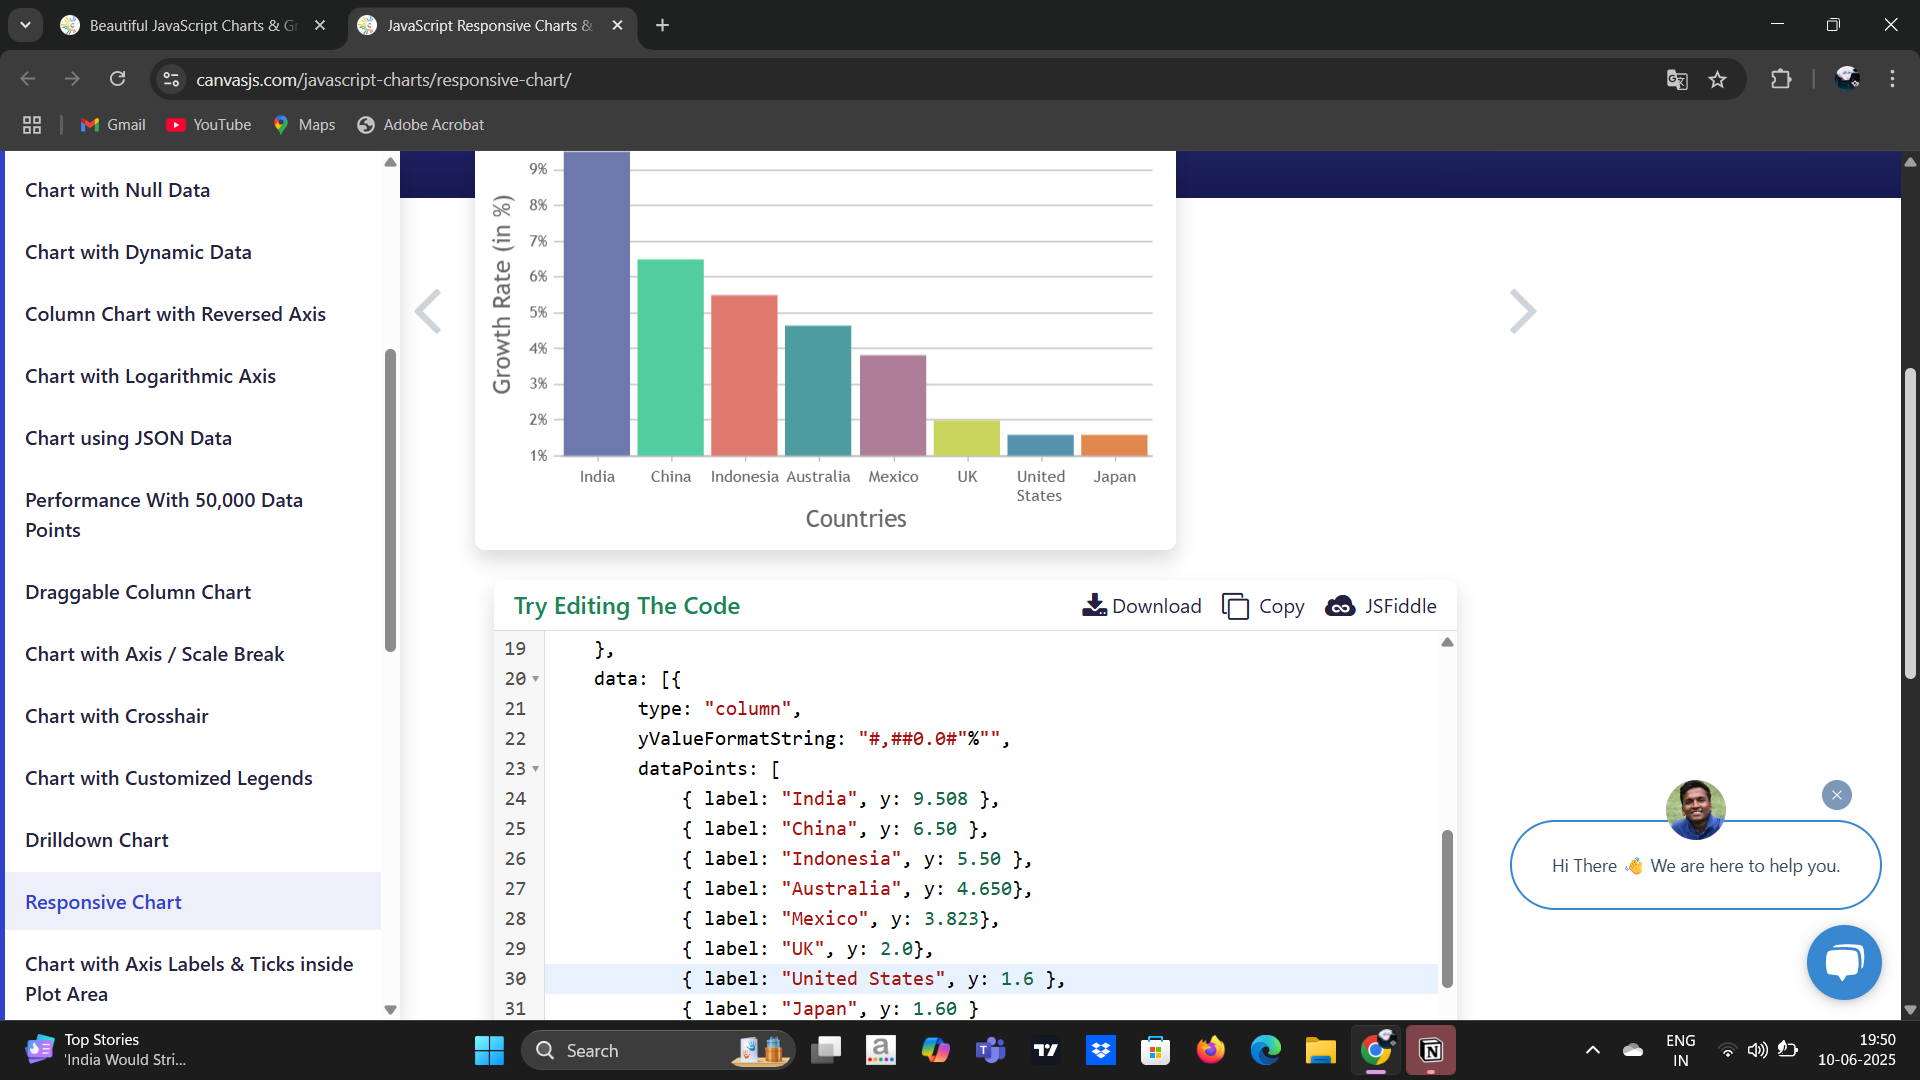 Beautiful JavaScript Charts & Gr
JavaScript Responsive Charts &
canvasjs.com/javascript-charts/responsive-chart/
Gmail
YouTube
Maps
Adobe Acrobat
Chart with Null Data
Chart with Dynamic Data
Column Chart with Reversed Axis
Chart with Logarithmic Axis
Chart using JSON Data
Performance With 50,000 Data
Points
Draggable Column Chart
Chart with Axis / Scale Break
Chart with Crosshair
Chart with Customized Legends
Drilldown Chart
Responsive Chart
Chart with Axis Labels & Ticks inside
Plot Area
Growth Rate (in %)
9%
8%
7%
6%
5%
4%
3%
2%
1%
India China Indonesia Australia Mexico UK United States Japan
Countries
Try Editing The Code
Download
Copy
JSFiddle
19 },
20 data: [{
21 type: "column",
22 yValueFormatString: "#,##0.0#"%"",
23 dataPoints: [
24 { label: "India", y: 9.508 },
25 { label: "China", y: 6.50 },
26 { label: "Indonesia", y: 5.50 },
27 { label: "Australia", y: 4.650},
28 { label: "Mexico", y: 3.823},
29 { label: "UK", y: 2.0},
30 { label: "United States", y: 1.6 },
31 { label: "Japan", y: 1.60 }
Hi There 👋 We are here to help you.
Top Stories
'India Would Stri...
Search
ENG
IN
19:50
10-06-2025